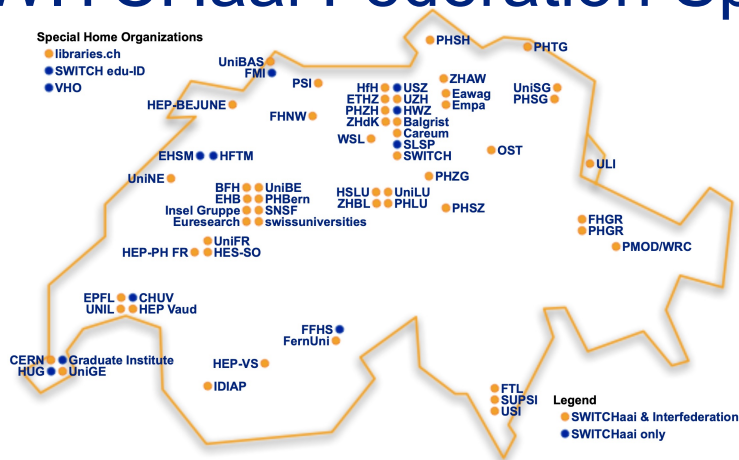 WITCHaai Federation Sp
Special Home Organizations
libraries.ch
SWITCH edu-ID
VHO
PHSH
PHTG
UniBAS
FMI
PSI
ZHAW
HfH USZ
Eawag
UniSG
ETHZ UZH
PHSG
HEP-BEJUNE
Empa
PHZH HWZ
FHNW
ZHdK Balgrist
Careum
WSL
SLSP
OST
EHSM HFTM
SWITCH
ULI
UniNE
PHZG
BFH UniBE
HSLU UniLU
EHB PHBern
ZHBL PHLU
PHSZ
Insel Gruppe SNSF
Euresearch swissuniversities
FHGR
PHGR
UniFR
PMOD/WRC
HEP-PH FR HES-SO
EPFL CHUV
UNIL HEP Vaud
FFHS
FernUni
CERN Graduate Institute
HEP-VS
HUG UniGE
IDIAP
FTL
SUPSI
USI
Legend
SWITCHaai & Interfederation
SWITCHaai only